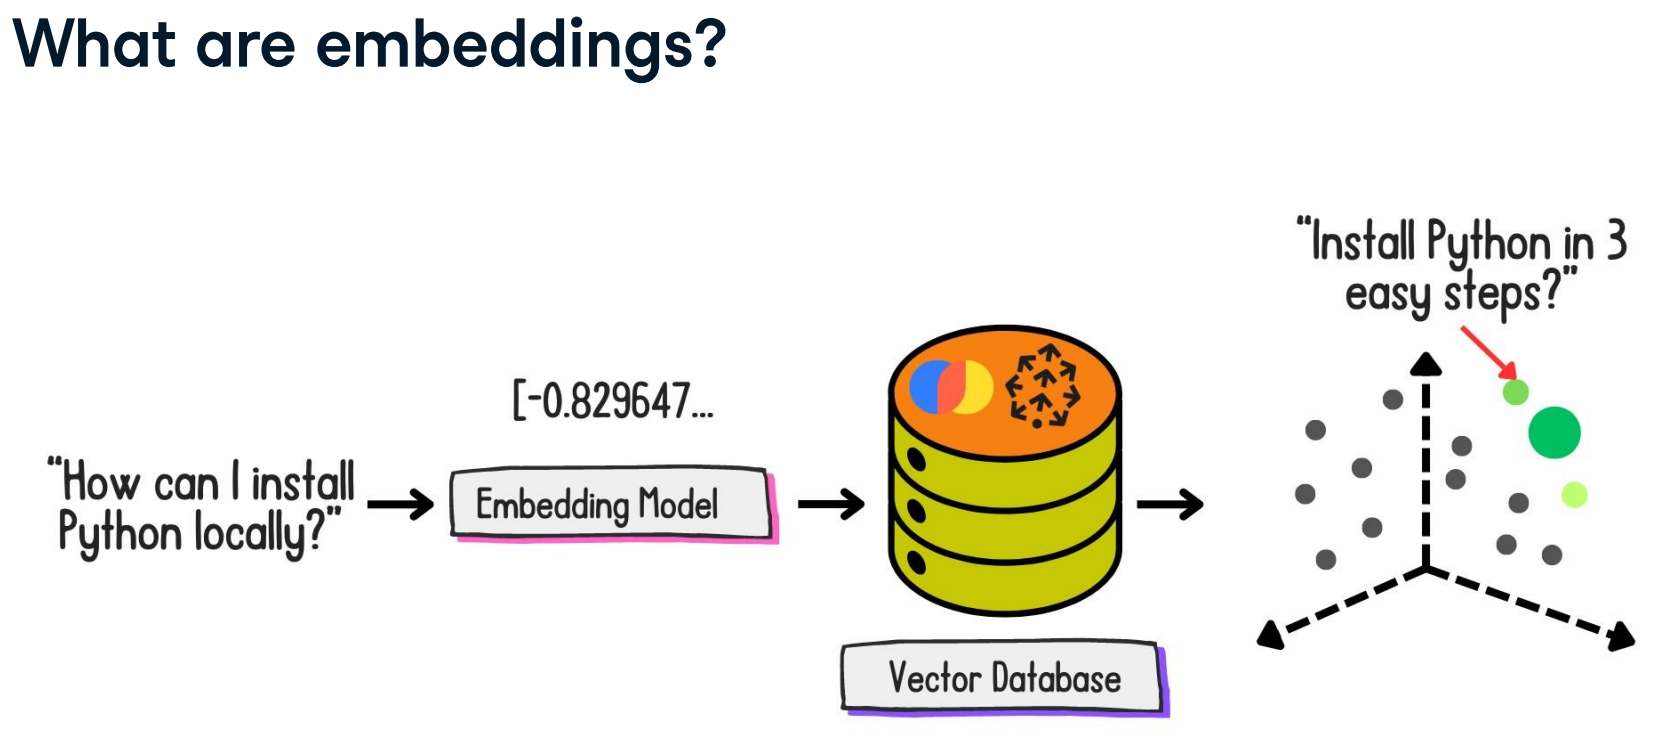 What are embeddings?
“Install Python in 3
easy steps?”
[-0.829647...
“How can I install
Python locally?”
Embedding Model
Vector Database